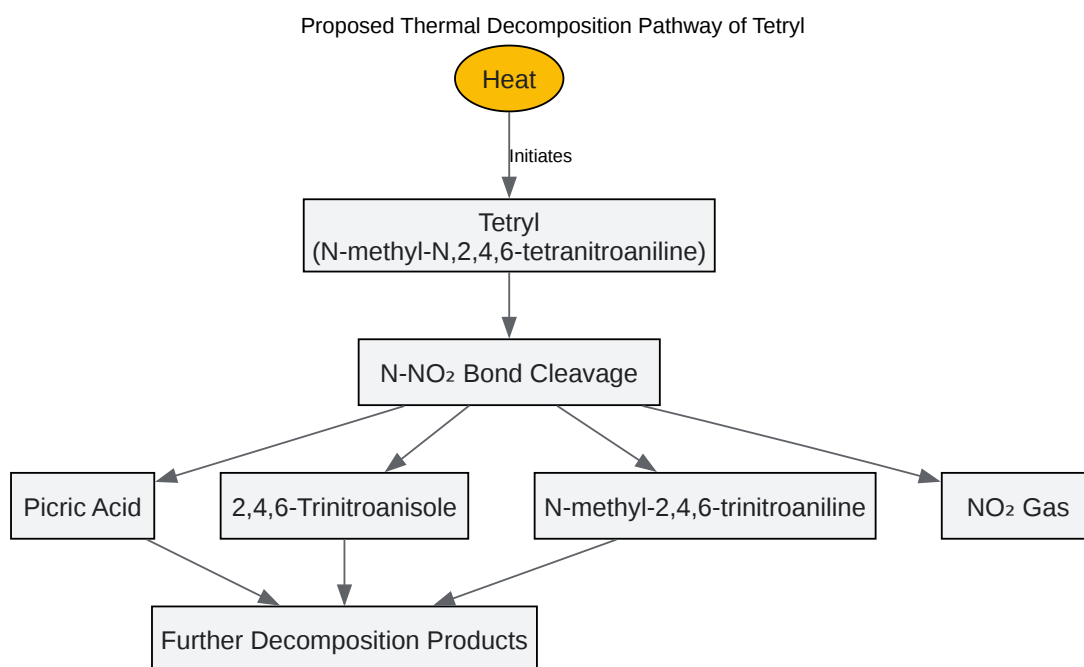 Proposed Thermal Decomposition Pathway of Tetryl
Heat
Initiates
Tetryl
(N-methyl-N,2,4,6-tetranitroaniline)
N-NO₂ Bond Cleavage
Picric Acid
2,4,6-Trinitroanisole
N-methyl-2,4,6-trinitroaniline
NO₂ Gas
Further Decomposition Products